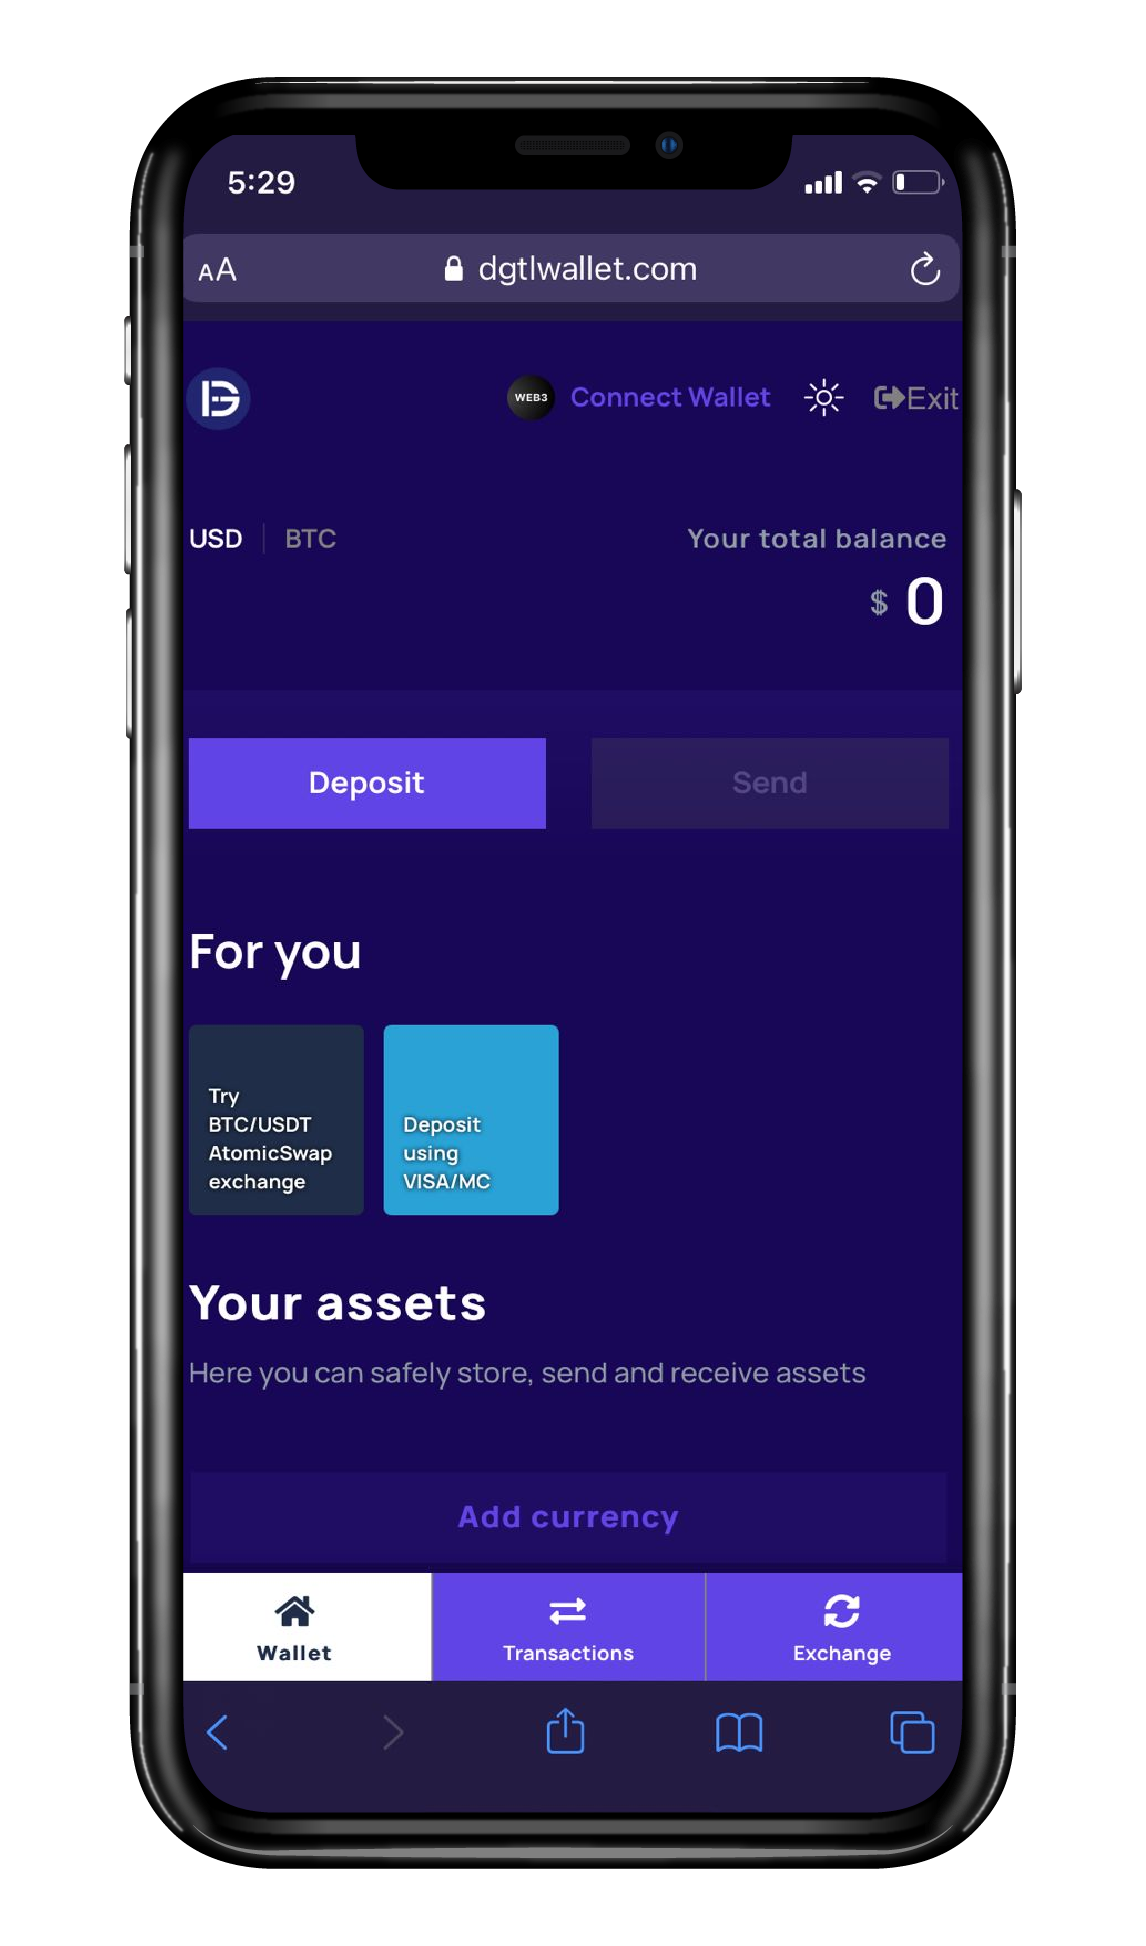 5:29
AA dgtlwallet.com
WEB3 Connect Wallet Exit
USD BTC Your total balance
$ 0
Deposit Send
For you
Try
BTC/USDT
AtomicSwap
exchange
Deposit
using
VISA/MC
Your assets
Here you can safely store, send and receive assets
Add currency
Wallet Transactions Exchange